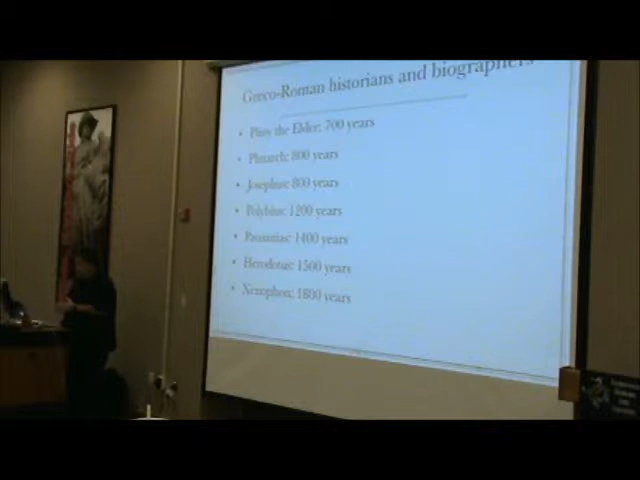 Greco-Roman historians and biographers
• Pliny the Elder: 700 years
• Plutarch: 800 years
• Josephus: 800 years
• Polybius: 1200 years
• Pausanias: 1400 years
• Herodotus: 1500 years
• Xenophon: 1800 years